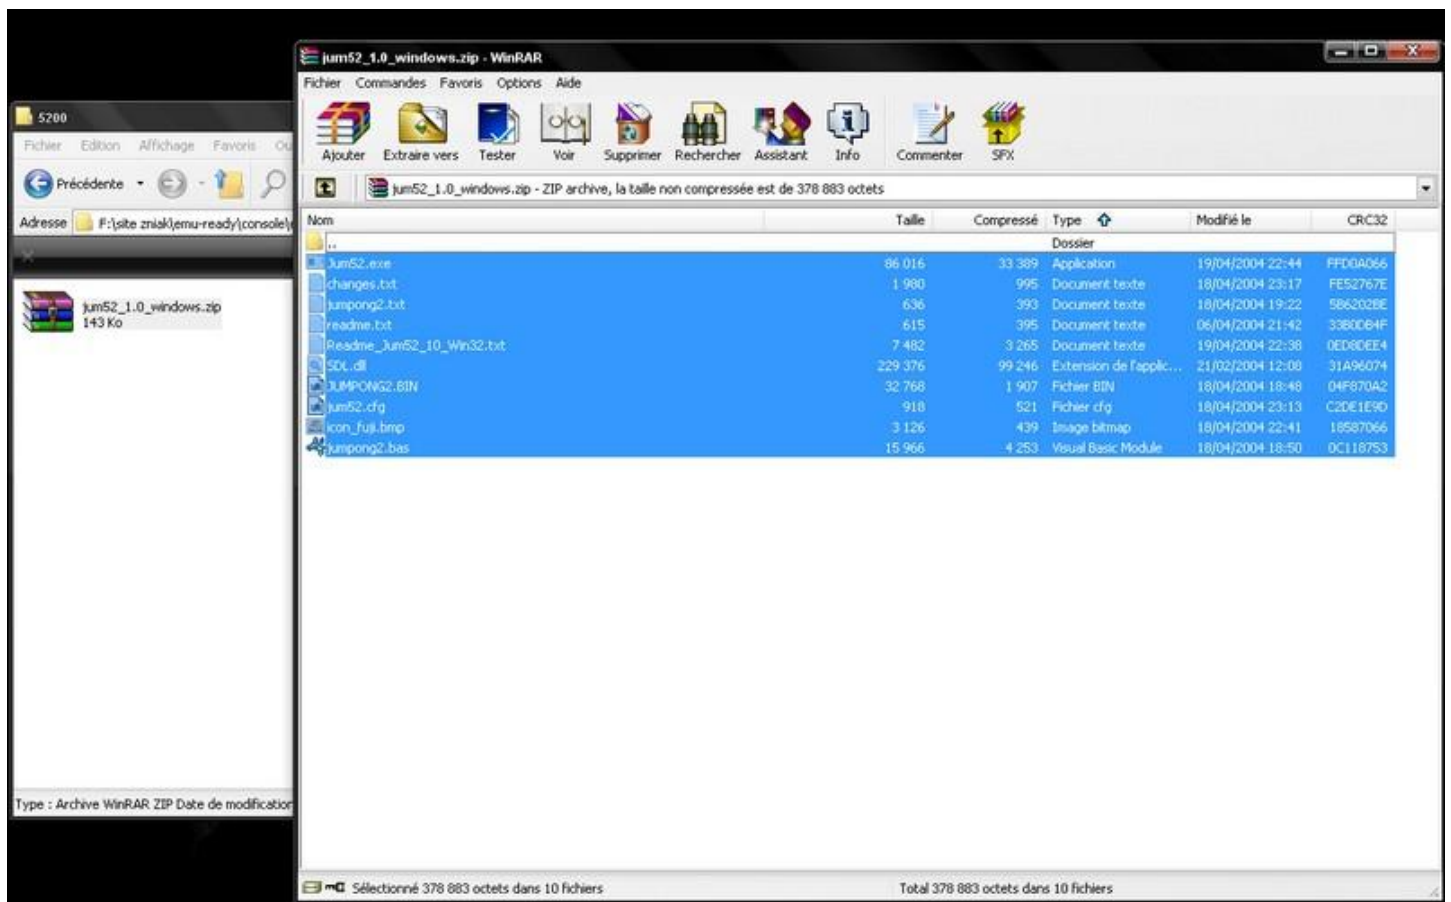 jum52_1.0_windows.zip - WinRAR
Fichier Commandes Favoris Options Aide
Ajouter Extraire vers Tester Voir Supprimer Rechercher Assistant Info Commenter SFX
jum52_1.0_windows.zip - ZIP archive, la taille non compressée est de 378 883 octets
Nom Taille Compressé Type Modifié le CRC32
.. Dossier
Jum52.exe 86 016 33 389 Application 19/04/2004 22:44 FFD0A066
changes.txt 1 980 995 Document texte 18/04/2004 23:17 FE52767E
jumpong2.txt 636 393 Document texte 18/04/2004 19:22 5B6202BE
readme.txt 615 395 Document texte 06/04/2004 21:42 33B0DB4F
Readme_Jum52_10_Win32.txt 7 482 3 265 Document texte 19/04/2004 22:38 0ED8DEE4
SDL.dll 229 376 99 246 Extension de l'applic... 21/02/2004 12:08 31A96074
JUMPONG2.BIN 32 768 1 907 Fichier BIN 18/04/2004 18:48 04F870A2
jum52.cfg 918 521 Fichier cfg 18/04/2004 23:13 C2DE1E9D
icon_fuji.bmp 3 126 439 Image bitmap 18/04/2004 22:41 18587066
jumpong2.bas 15 966 4 253 Visual Basic Module 18/04/2004 18:50 0C118753
Sélectionné 378 883 octets dans 10 fichiers Total 378 883 octets dans 10 fichiers
5200
Fichier Edition Affichage Favoris Ou
Précédente
Adresse F:\site zniak\emu-ready\console\
jum52_1.0_windows.zip
143 Ko
Type : Archive WinRAR ZIP Date de modification